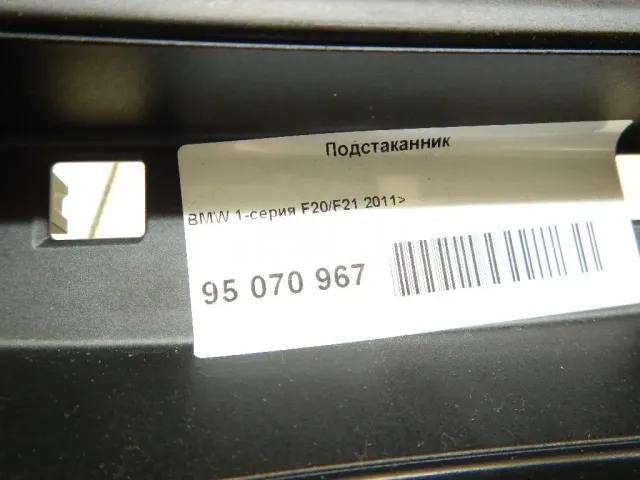 Подстаканник
BMW 1-серия F20/F21 2011>
95 070 967